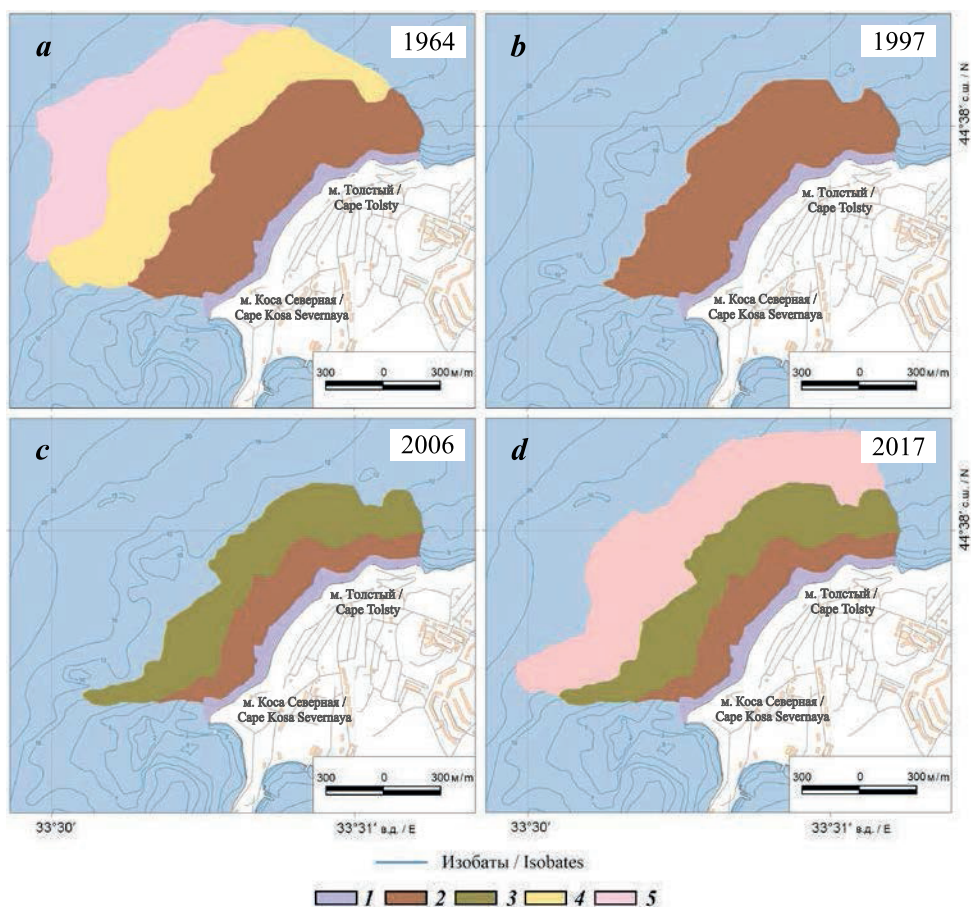 a
1964
м. Толстый /
Cape Tolsty
м. Коса Северная /
Cape Kosa Severnaya
300 0 300 м/m
b
1997
м. Толстый /
Cape Tolsty
м. Коса Северная /
Cape Kosa Severnaya
300 0 300 м/m
44°38′ с.ш. / N
c
2006
м. Толстый /
Cape Tolsty
м. Коса Северная /
Cape Kosa Severnaya
300 0 300 м/m
d
2017
м. Толстый /
Cape Tolsty
м. Коса Северная /
Cape Kosa Severnaya
300 0 300 м/m
44°38′ с.ш. / N
33°30′ 33°31′ в.д. / E 33°30′ 33°31′ в.д. / E
Изобаты / Isobates
1 2 3 4 5